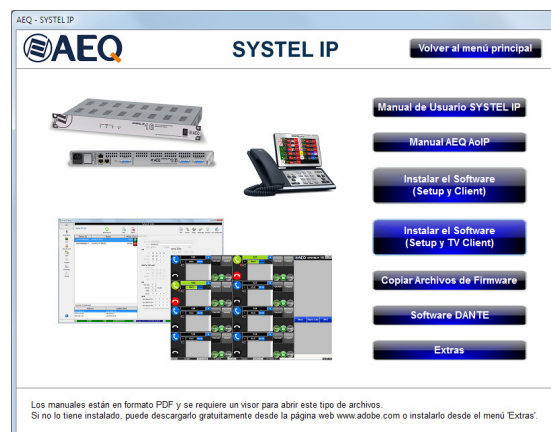 AEQ - SYSTEL IP
AEQ
SYSTEL IP
Volver al menú principal
Manual de Usuario SYSTEL IP
Manual AEQ AoIP
Instalar el Software
(Setup y Client)
Instalar el Software
(Setup y TV Client)
Copiar Archivos de Firmware
Software DANTE
Extras
Los manuales están en formato PDF y se requiere un visor para abrir este tipo de archivos.
Si no lo tiene instalado, puede descargarlo gratuitamente desde la página web www.adobe.com o instalarlo desde el menú 'Extras'.